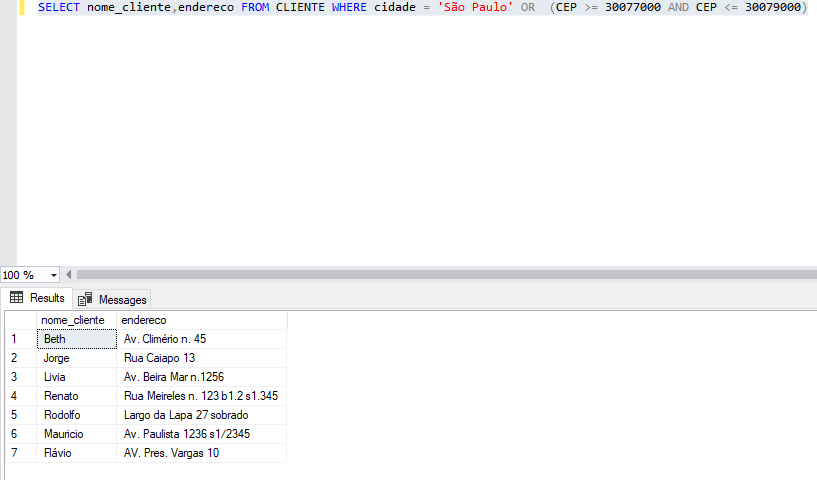 SELECT nome_cliente,endereco FROM CLIENTE WHERE cidade = 'São Paulo' OR  (CEP >= 30077000 AND CEP <= 30079000)
100 %
Results Messages
nome_cliente endereco
1 Beth Av. Climério n. 45
2 Jorge Rua Caiapo 13
3 Livia Av. Beira Mar n.1256
4 Renato Rua Meireles n. 123 b1.2 s1.345
5 Rodolfo Largo da Lapa 27 sobrado
6 Mauricio Av. Paulista 1236 s1/2345
7 Flávio AV. Pres. Vargas 10